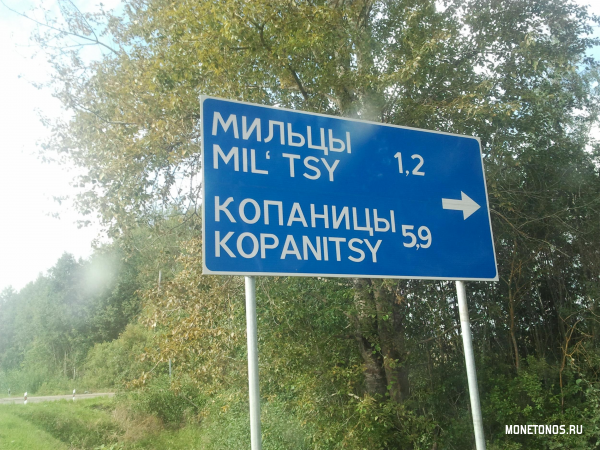 МИЛЬЦЫ
MIL‘ TSY 1,2
КОПАНИЦЫ
KOPANITSY 5,9
MONETONOS.RU